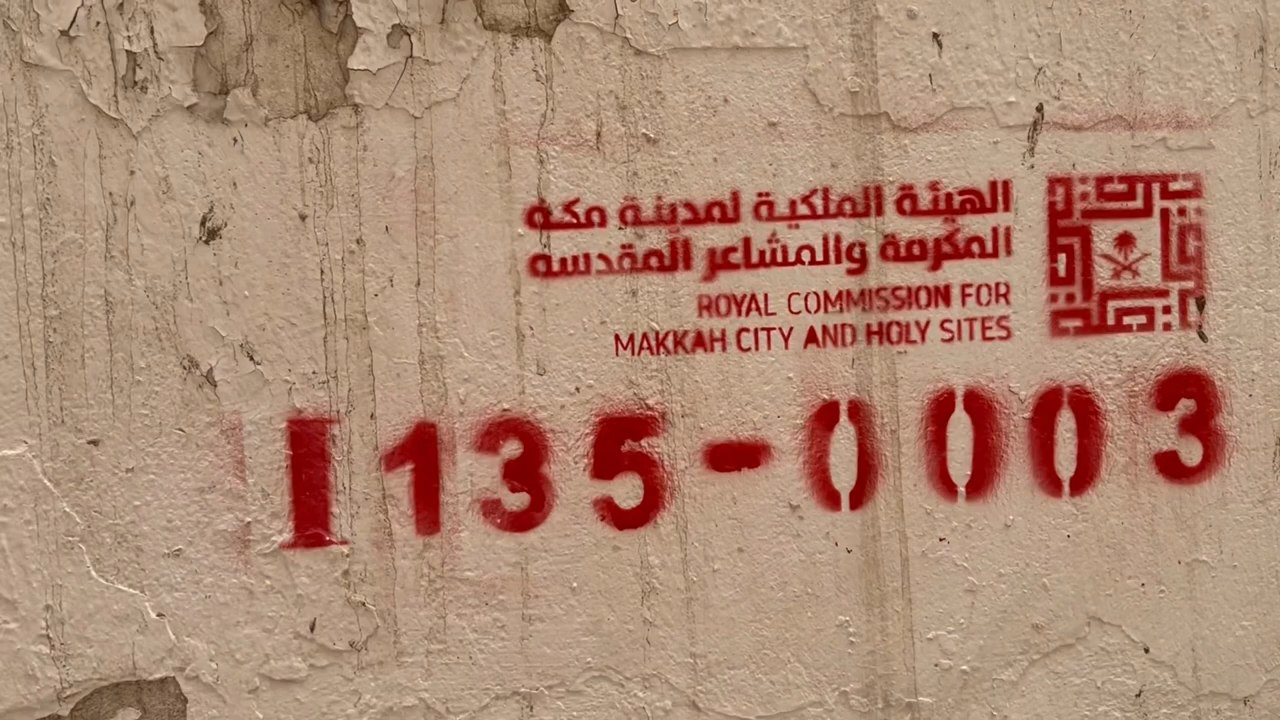 الهيئة الملكية لمدينة مكة
المكرمة والمشاعر المقدسة
ROYAL COMMISSION FOR
MAKKAH CITY AND HOLY SITES
I135-0003